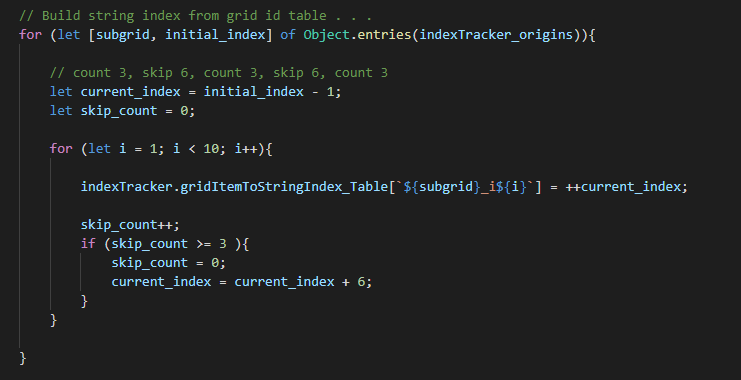 // Build string index from grid id table . . .
for (let [subgrid, initial_index] of Object.entries(indexTracker_origins)){
// count 3, skip 6, count 3, skip 6, count 3
let current_index = initial_index - 1;
let skip_count = 0;
for (let i = 1; i < 10; i++){
indexTracker.gridItemToStringIndex_Table[`${subgrid}_i${i}`] = ++current_index;
skip_count++;
if (skip_count >= 3 ){
skip_count = 0;
current_index = current_index + 6;
}
}
}